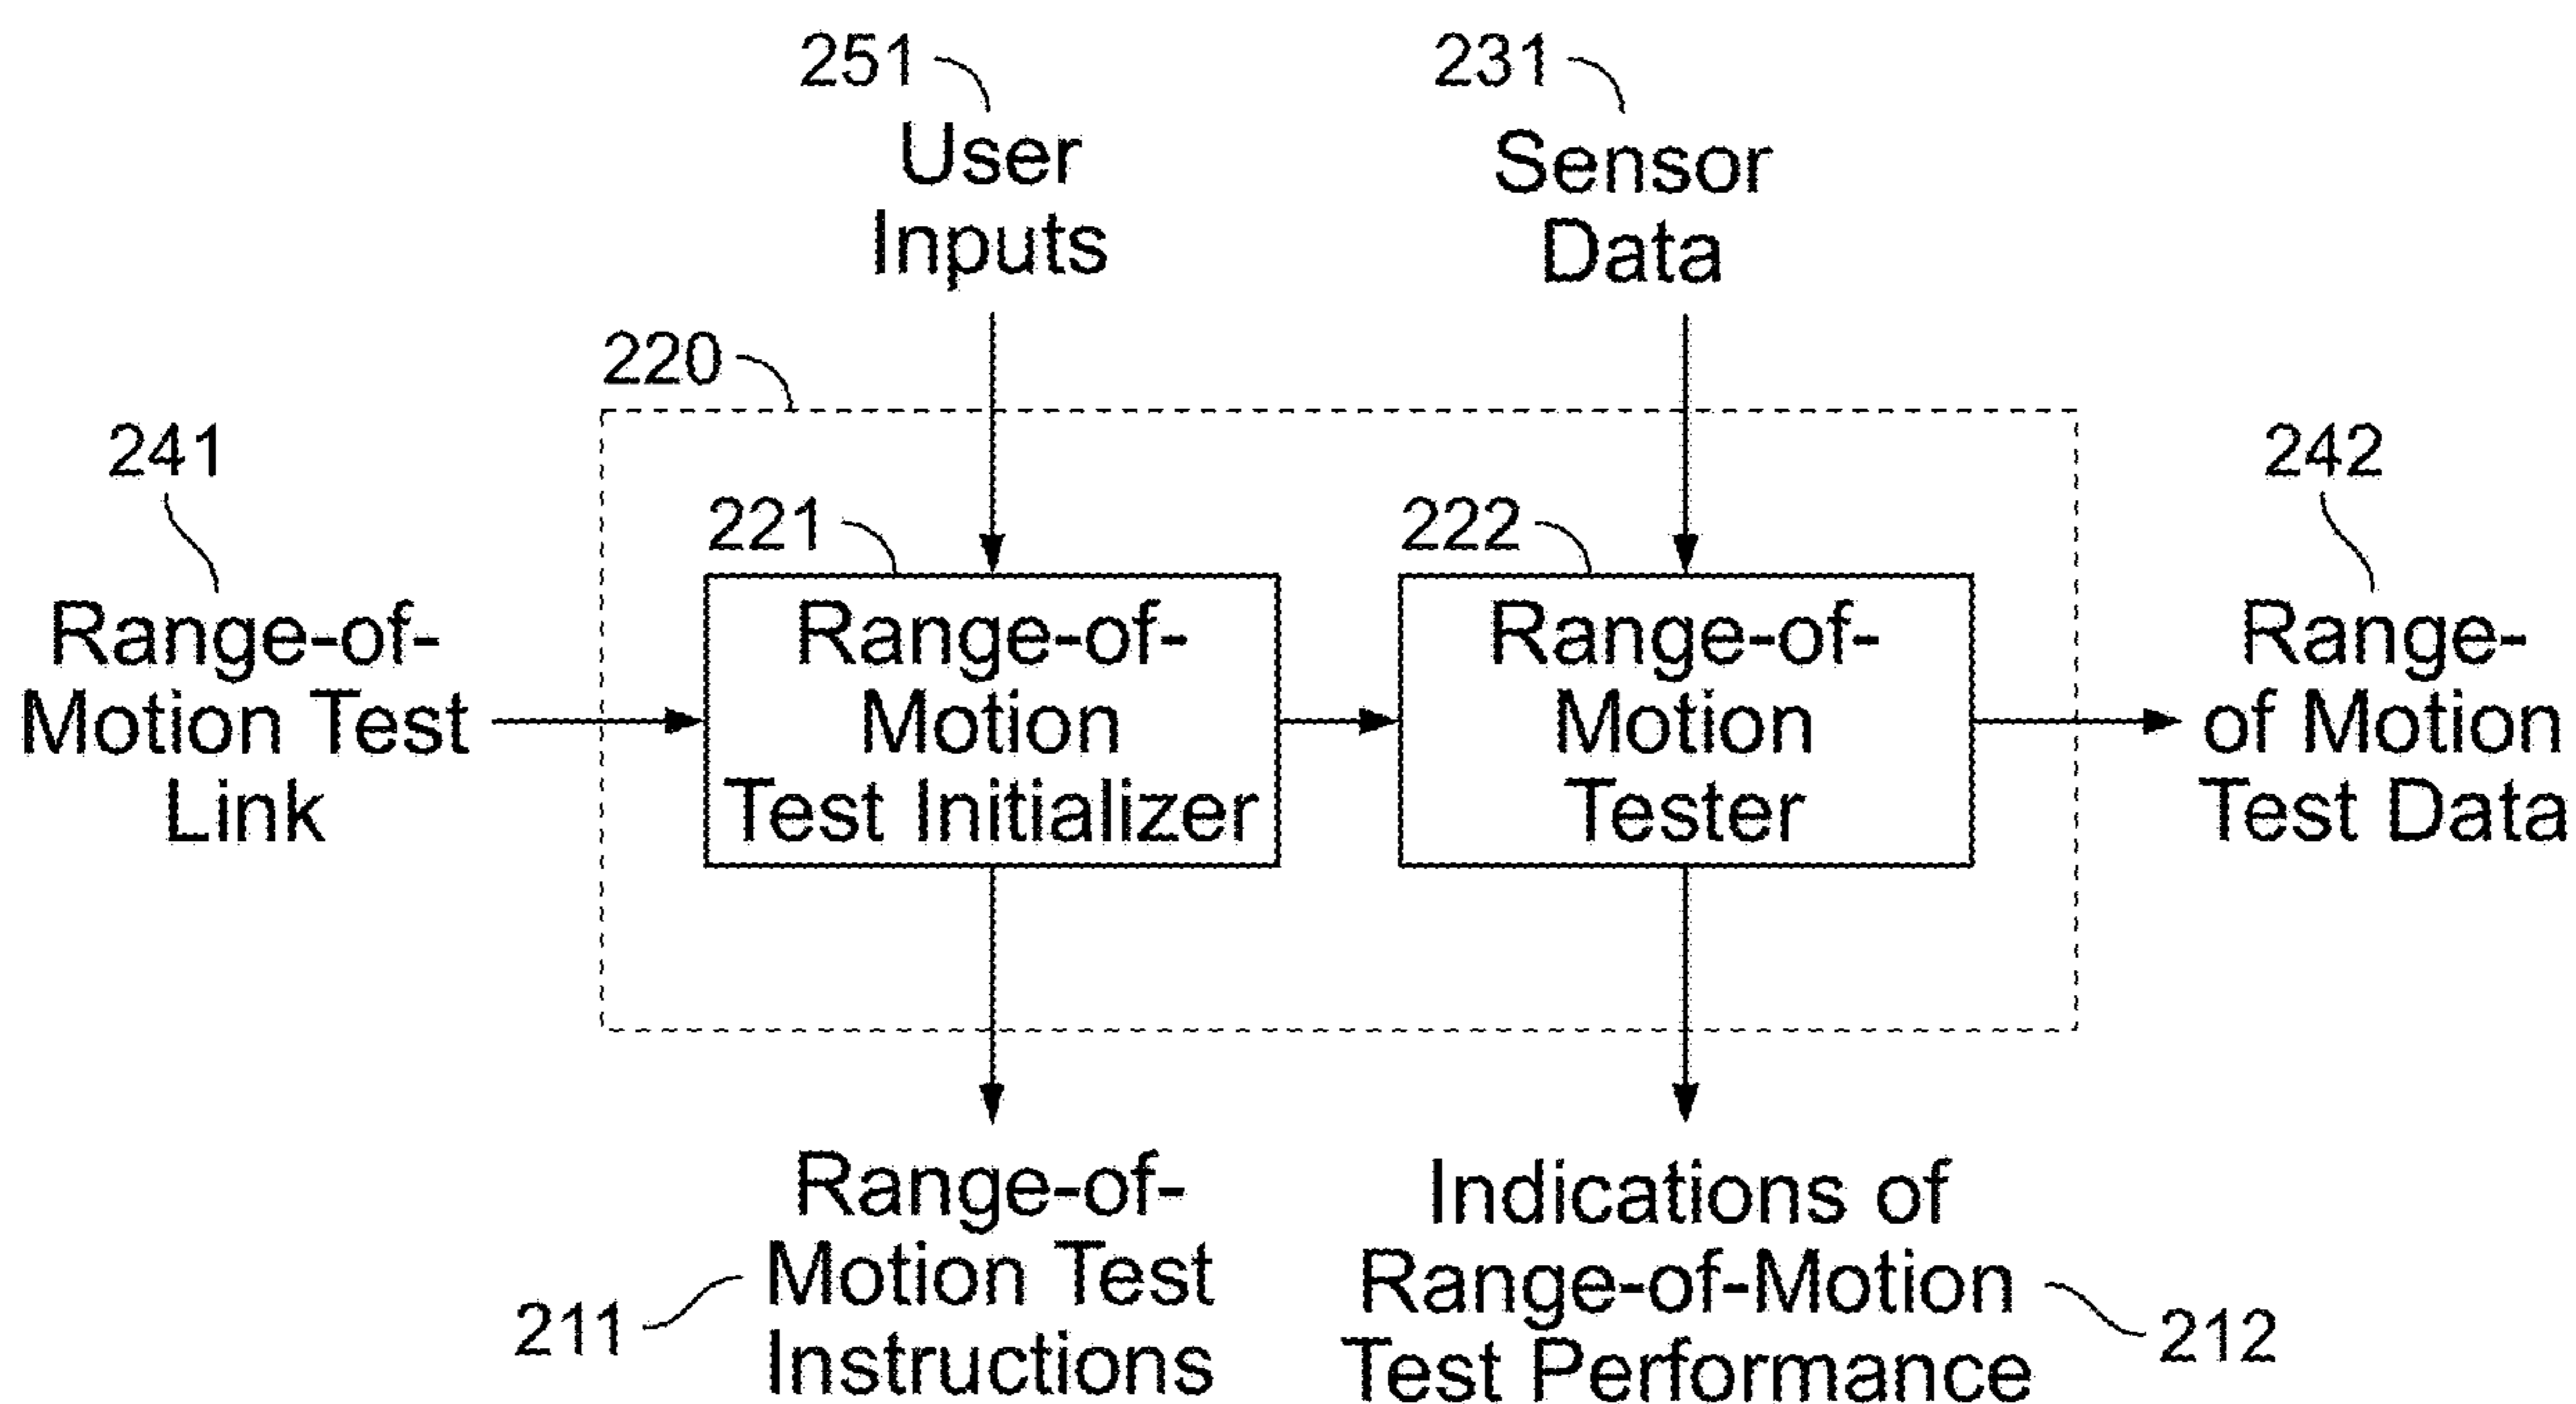 251
User
Inputs
231
Sensor
Data
220
241
Range-of-
Motion Test
Link
221
Range-of-
Motion
Test Initializer
222
Range-of-
Motion
Tester
242
Range-
of Motion
Test Data
211
Range-of-
Motion Test
Instructions
Indications of
Range-of-Motion
Test Performance
212